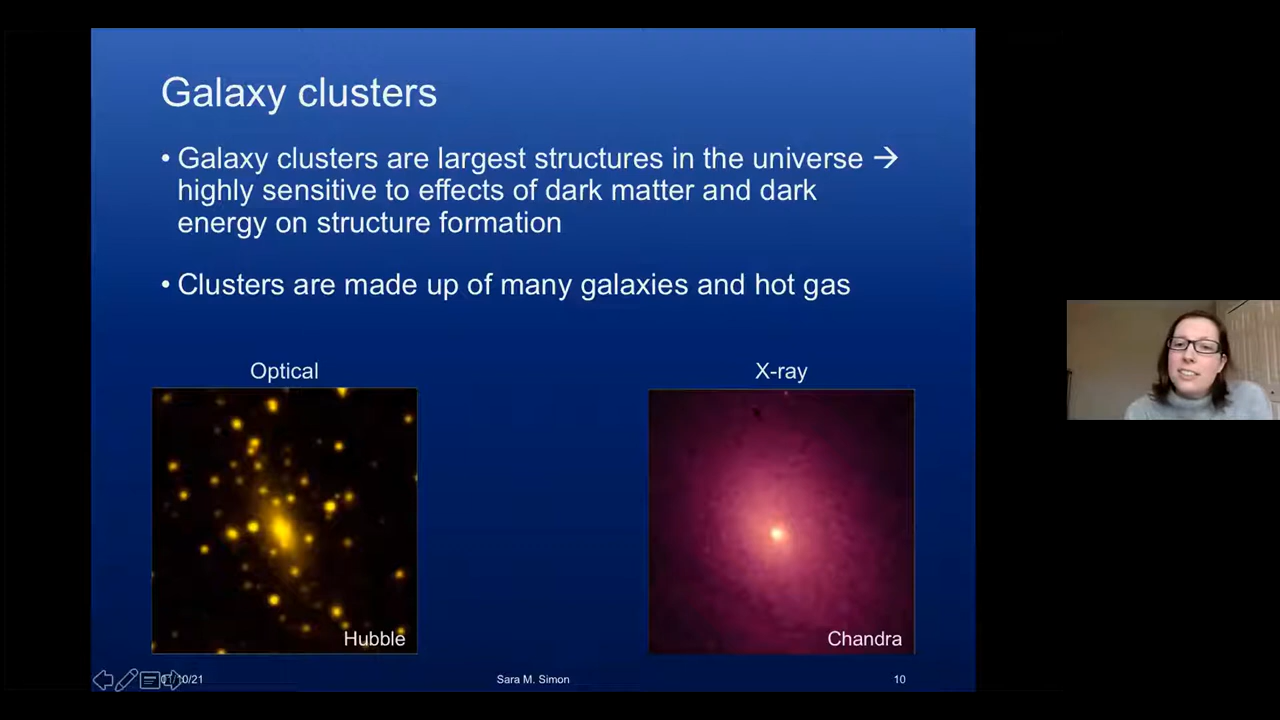 Galaxy clusters
• Galaxy clusters are largest structures in the universe →
highly sensitive to effects of dark matter and dark
energy on structure formation
• Clusters are made up of many galaxies and hot gas
Optical
X-ray
Hubble
Chandra
/10/21
Sara M. Simon
10